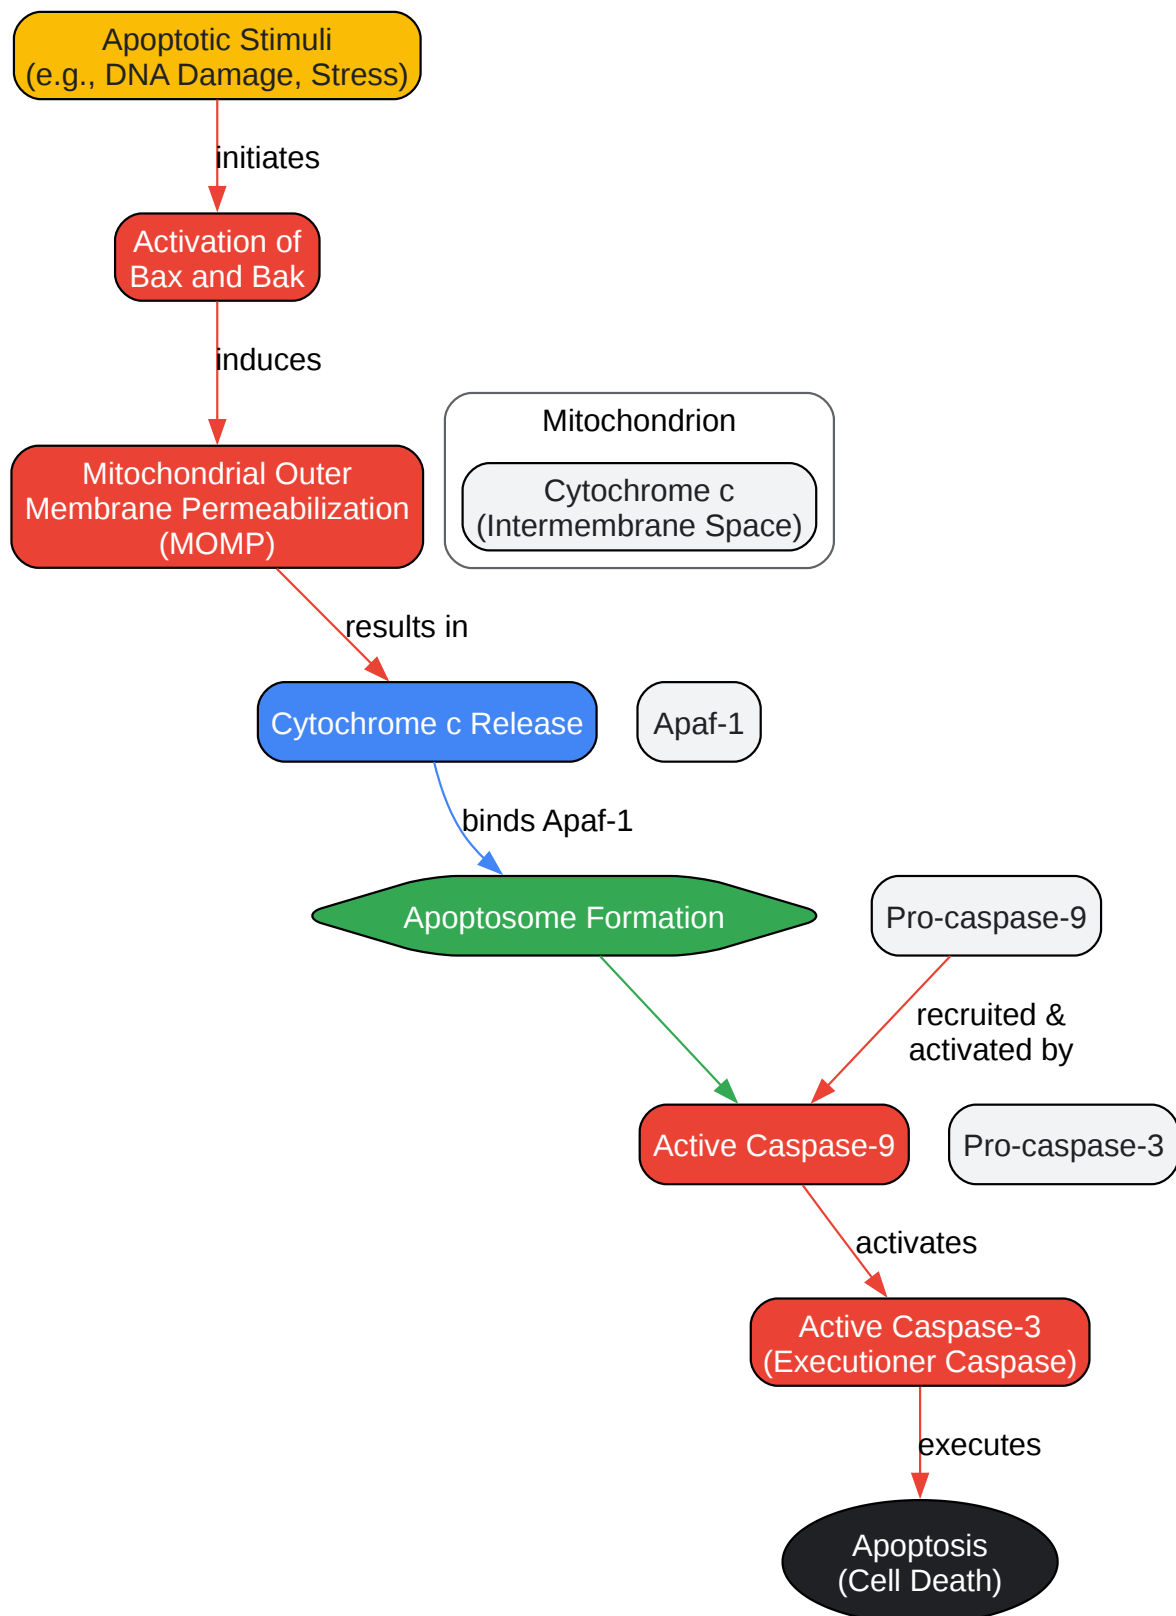 Apoptotic Stimuli
(e.g., DNA Damage, Stress)
initiates
Activation of
Bax and Bak
induces
Mitochondrion
Mitochondrial Outer
Membrane Permeabilization
(MOMP)
Cytochrome c
(Intermembrane Space)
results in
Cytochrome c Release
Apaf-1
binds Apaf-1
Apoptosome Formation
Pro-caspase-9
recruited &
activated by
Active Caspase-9
Pro-caspase-3
activates
Active Caspase-3
(Executioner Caspase)
executes
Apoptosis
(Cell Death)